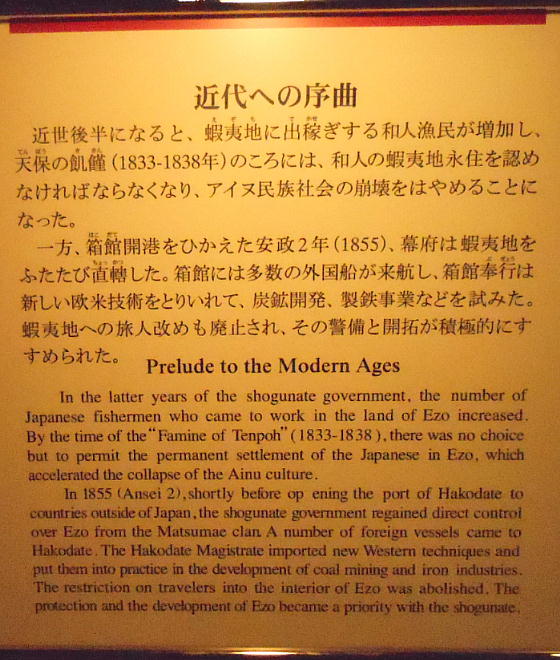 近代への序曲
近世後半になると、蝦夷地に出稼ぎする和人漁民が増加し、
天保の飢饉(1833-1838年)のころには、和人の蝦夷地永住を認め
なければならなくなり、アイヌ民族社会の崩壊をはやめることに
なった。
一方、箱館開港をひかえた安政2年(1855)、幕府は蝦夷地を
ふたたび直轄した。箱館には多数の外国船が来航し、箱館奉行は
新しい欧米技術をとりいれて、炭鉱開発、製鉄事業などを試みた。
蝦夷地への旅人改めも廃止され、その警備と開拓が積極的にす
すめられた。
Prelude to the Modern Ages
In the latter years of the shogunate government, the number of
Japanese fishermen who came to work in the land of Ezo increased.
By the time of the “Famine of Tenpoh” (1833-1838), there was no choice
but to permit the permanent settlement of the Japanese in Ezo, which
accelerated the collapse of the Ainu culture.
In 1855 (Ansei 2), shortly before op ening the port of Hakodate to
countries outside of Japan, the shogunate government regained direct control
over Ezo from the Matsumae clan. A number of foreign vessels came to
Hakodate. The Hakodate Magistrate imported new Western techniques and
put them into practice in the development of coal mining and iron industries.
The restriction on travelers into the interior of Ezo was abolished. The
protection and the development of Ezo became a priority with the shogunate.